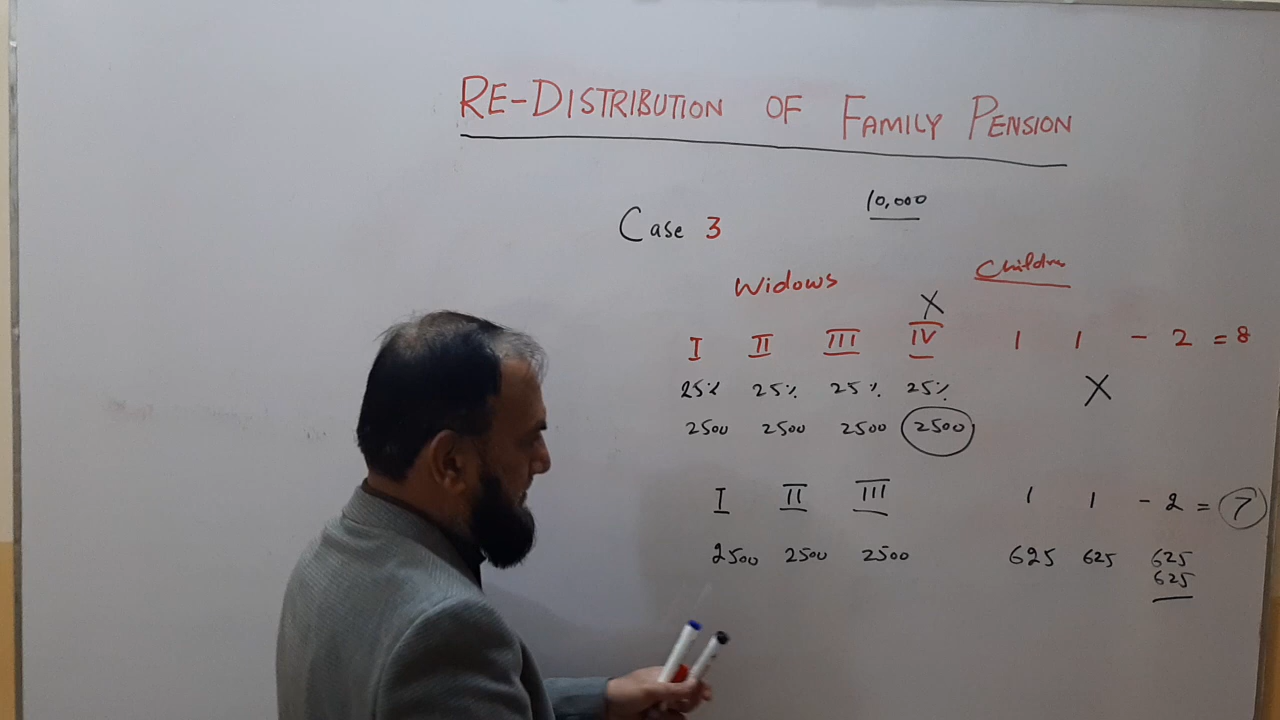 RE-DISTRIBUTION OF FAMILY PENSION
10,000
Case 3
Children
Widows
X
I II III IV 1 1 - 2 = 8
25% 25% 25% 25% X
2500 2500 2500 2500
I II III 1 1 - 2 = 7
2500 2500 2500 625 625 625
625